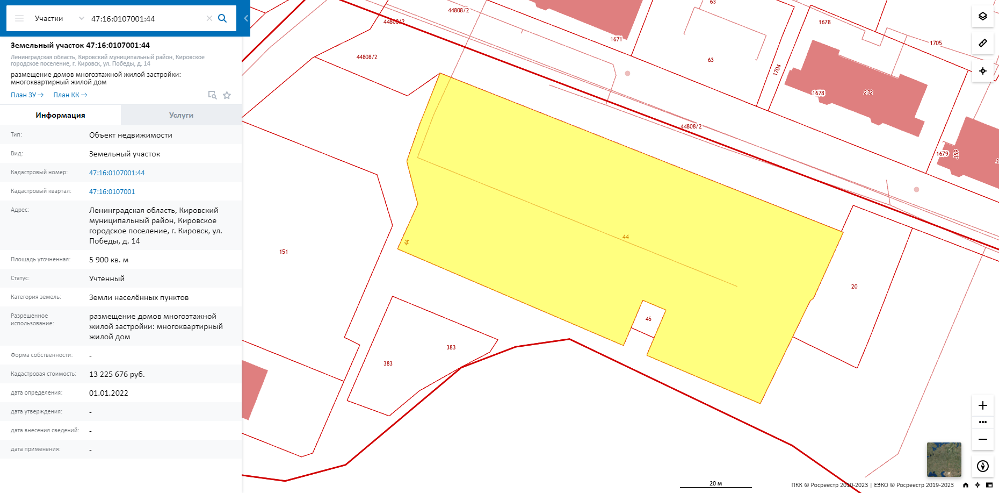 Участки
47:16:0107001:44
Земельный участок 47:16:0107001:44
Ленинградская область, Кировский муниципальный район, Кировское
городское поселение, г. Кировск, ул. Победы, д. 14
размещение домов многоэтажной жилой застройки:
многоквартирный жилой дом
План ЗУ→
План КК→
Информация
Услуги
Тип:
Объект недвижимости
Вид:
Земельный участок
Кадастровый номер:
47:16:0107001:44
Кадастровый квартал:
47:16:0107001
Адрес:
Ленинградская область, Кировский
муниципальный район, Кировское
городское поселение, г. Кировск, ул.
Победы, д. 14
Площадь уточненная:
5 900 кв. м
Статус:
Учтенный
Категория земель:
Земли населённых пунктов
Разрешенное
использование:
размещение домов многоэтажной
жилой застройки: многоквартирный
жилой дом
Форма собственности:
-
Кадастровая стоимость:
13 225 676 руб.
дата определения:
01.01.2022
дата утверждения:
-
дата внесения сведений:
-
дата применения:
-
63
44808/2
44808/2
1678
1671
1705
44808/2
63
1704
1678
232
44808/2
1679
359
44
44
151
20
45
383
383
20 м
ПКК © Росреестр 2010-2023 | ЕЭКО © Росреестр 2019-2023